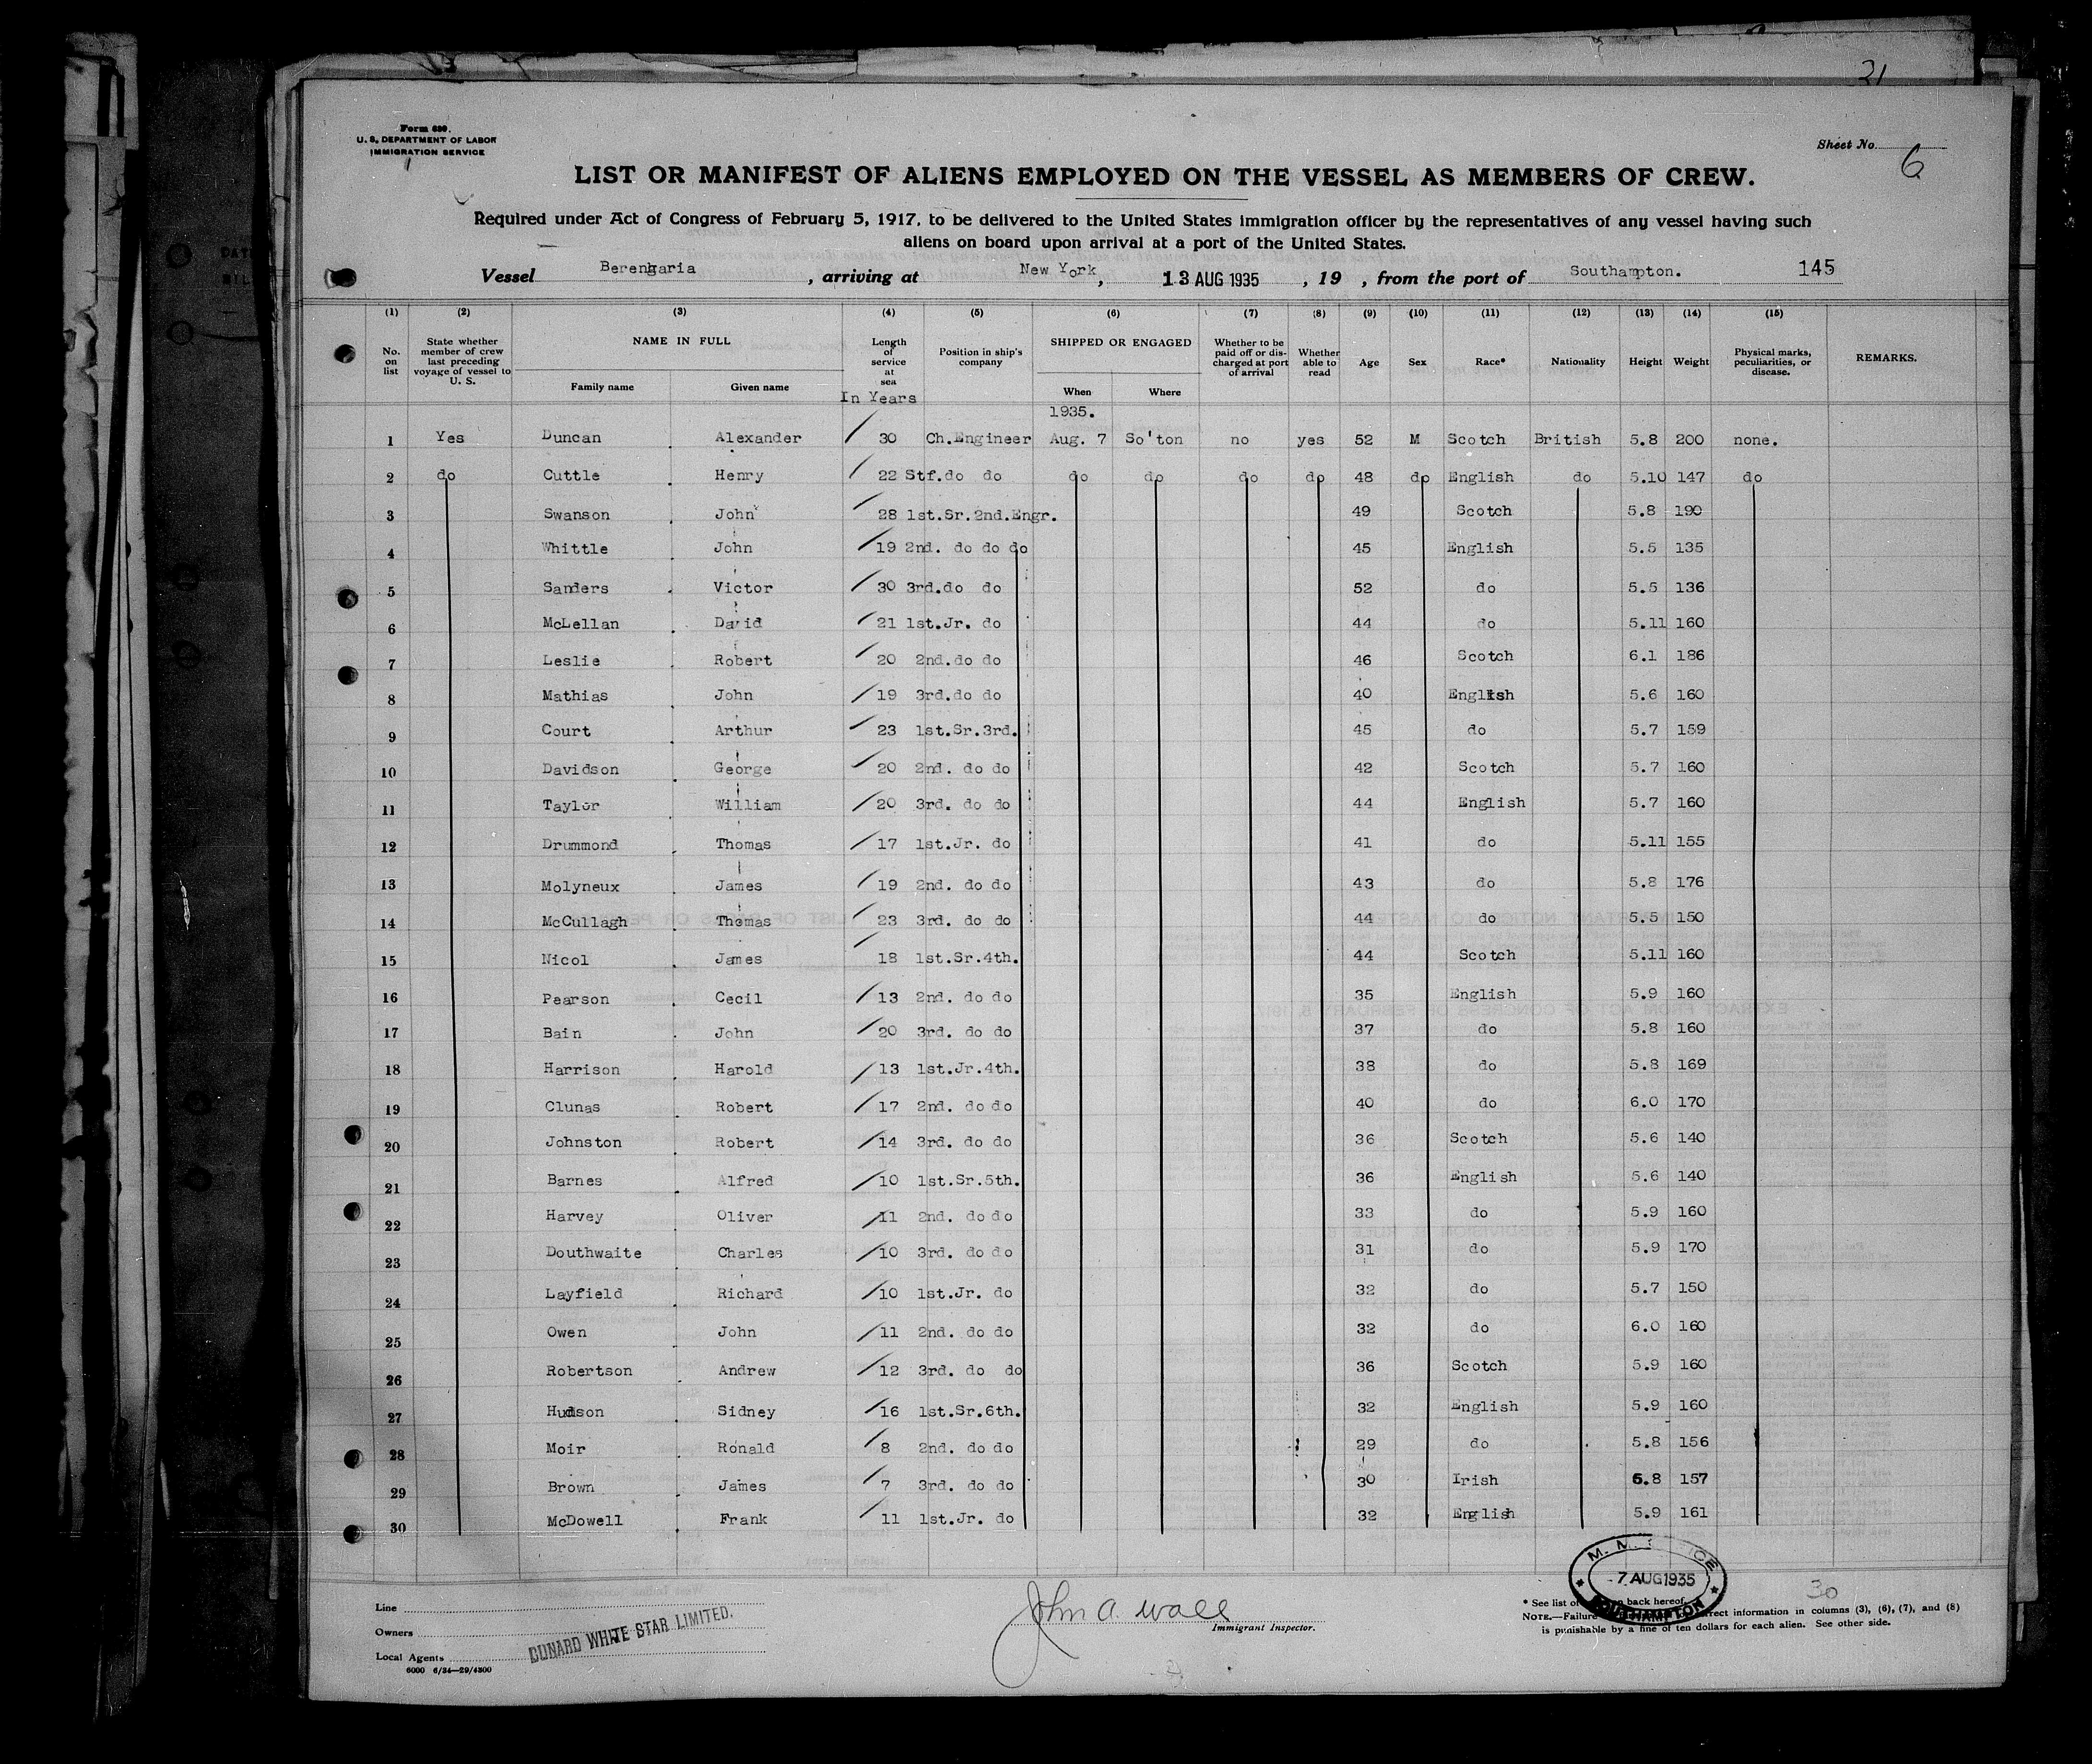 31
Form 680.
U. S. DEPARTMENT OF LABOR
IMMIGRATION SERVICE
Sheet No. 6
LIST OR MANIFEST OF ALIENS EMPLOYED ON THE VESSEL AS MEMBERS OF CREW.
Required under Act of Congress of February 5, 1917, to be delivered to the United States immigration officer by the representatives of any vessel having such
aliens on board upon arrival at a port of the United States.
Vessel Berengaria, arriving at New York, 13 AUG 1935, 19 , from the port of Southampton. 145
(1) (2) (3) (4) (5) (6) (7) (8) (9) (10) (11) (12) (13) (14) (15)
No. on list State whether member of crew last preceding voyage of vessel to U. S. NAME IN FULL Family name Given name Length of service at sea Position in ship's company SHIPPED OR ENGAGED When Where Whether to be paid off or discharged at port of arrival Whether able to read Age Sex Race* Nationality Height Weight Physical marks, peculiarities, or disease. REMARKS.
In Years
1935.
1 Yes Duncan Alexander 30 Ch.Engineer Aug. 7 So'ton no yes 52 M Scotch British 5.8 200 none.
2 do Cuttle Henry 22 Stf.do do do do do do 48 do English do 5.10 147 do
3 Swanson John 28 1st.Sr.2nd.Engr. 49 Scotch 5.8 190
4 Whittle John 19 2nd. do do do 45 English 5.5 135
5 Sanders Victor 30 3rd.do do 52 do 5.5 136
6 McLellan David 21 1st.Jr. do 44 do 5.11 160
7 Leslie Robert 20 2nd.do do 46 Scotch 6.1 186
8 Mathias John 19 3rd.do do 40 English 5.6 160
9 Court Arthur 23 1st.Sr.3rd. 45 do 5.7 159
10 Davidson George 20 2nd. do do 42 Scotch 5.7 160
11 Taylor William 20 3rd. do do 44 English 5.7 160
12 Drummond Thomas 17 1st.Jr. do 41 do 5.11 155
13 Molyneux James 19 2nd. do do 43 do 5.8 176
14 McCullagh Thomas 23 3rd. do do 44 do 5.5 150
15 Nicol James 18 1st.Sr.4th. 44 Scotch 5.11 160
16 Pearson Cecil 13 2nd. do do 35 English 5.9 160
17 Bain John 20 3rd. do do 37 do 5.8 160
18 Harrison Harold 13 1st.Jr.4th. 38 do 5.8 169
19 Clunas Robert 17 2nd. do do 40 do 6.0 170
20 Johnston Robert 14 3rd. do do 36 Scotch 5.6 140
21 Barnes Alfred 10 1st.Sr.5th. 36 English 5.6 140
22 Harvey Oliver 11 2nd. do do 33 do 5.9 160
23 Douthwaite Charles 10 3rd. do do 31 do 5.9 170
24 Layfield Richard 10 1st.Jr. do 32 do 5.7 150
25 Owen John 11 2nd. do do 32 do 6.0 160
26 Robertson Andrew 12 3rd. do do 36 Scotch 5.9 160
27 Hudson Sidney 16 1st.Sr.6th. 32 English 5.9 160
28 Moir Ronald 8 2nd. do do 29 do 5.8 156
29 Brown James 7 3rd. do do 30 Irish 5.8 157
30 McDowell Frank 11 1st.Jr. do 32 English 5.9 161
Line
Owners
Local Agents
CUNARD WHITE STAR LIMITED.
6000 6/34—29/4300
John A. Wall
Immigrant Inspector.
M. M.
7 AUG 1935
SOUTHAMPTON
30
* See list of on back hereof.
NOTE.—Failure correct information in columns (3), (6), (7), and (8)
is punishable by a fine of ten dollars for each alien. See other side.